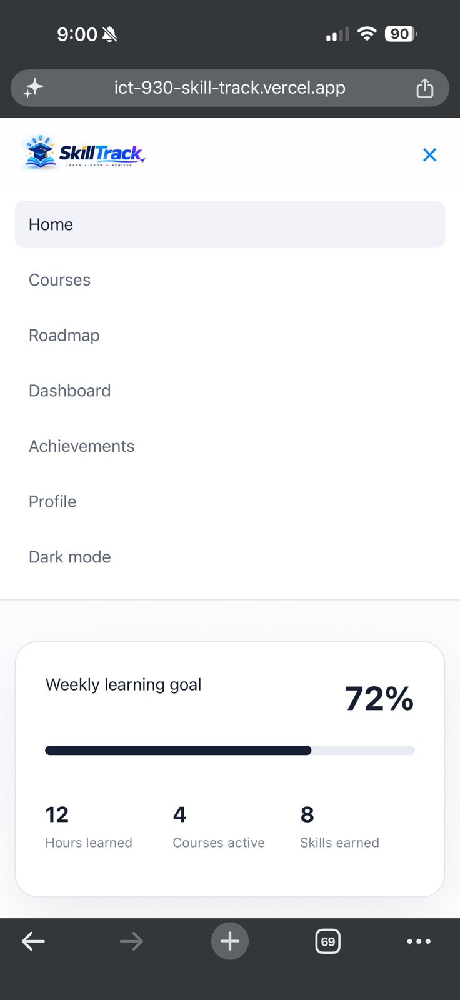 9:00
90
ict-930-skill-track.vercel.app
SkillTrack
LEARN • GROW • ACHIEVE
Home
Courses
Roadmap
Dashboard
Achievements
Profile
Dark mode
Weekly learning goal
72%
12
4
8
Hours learned
Courses active
Skills earned
69